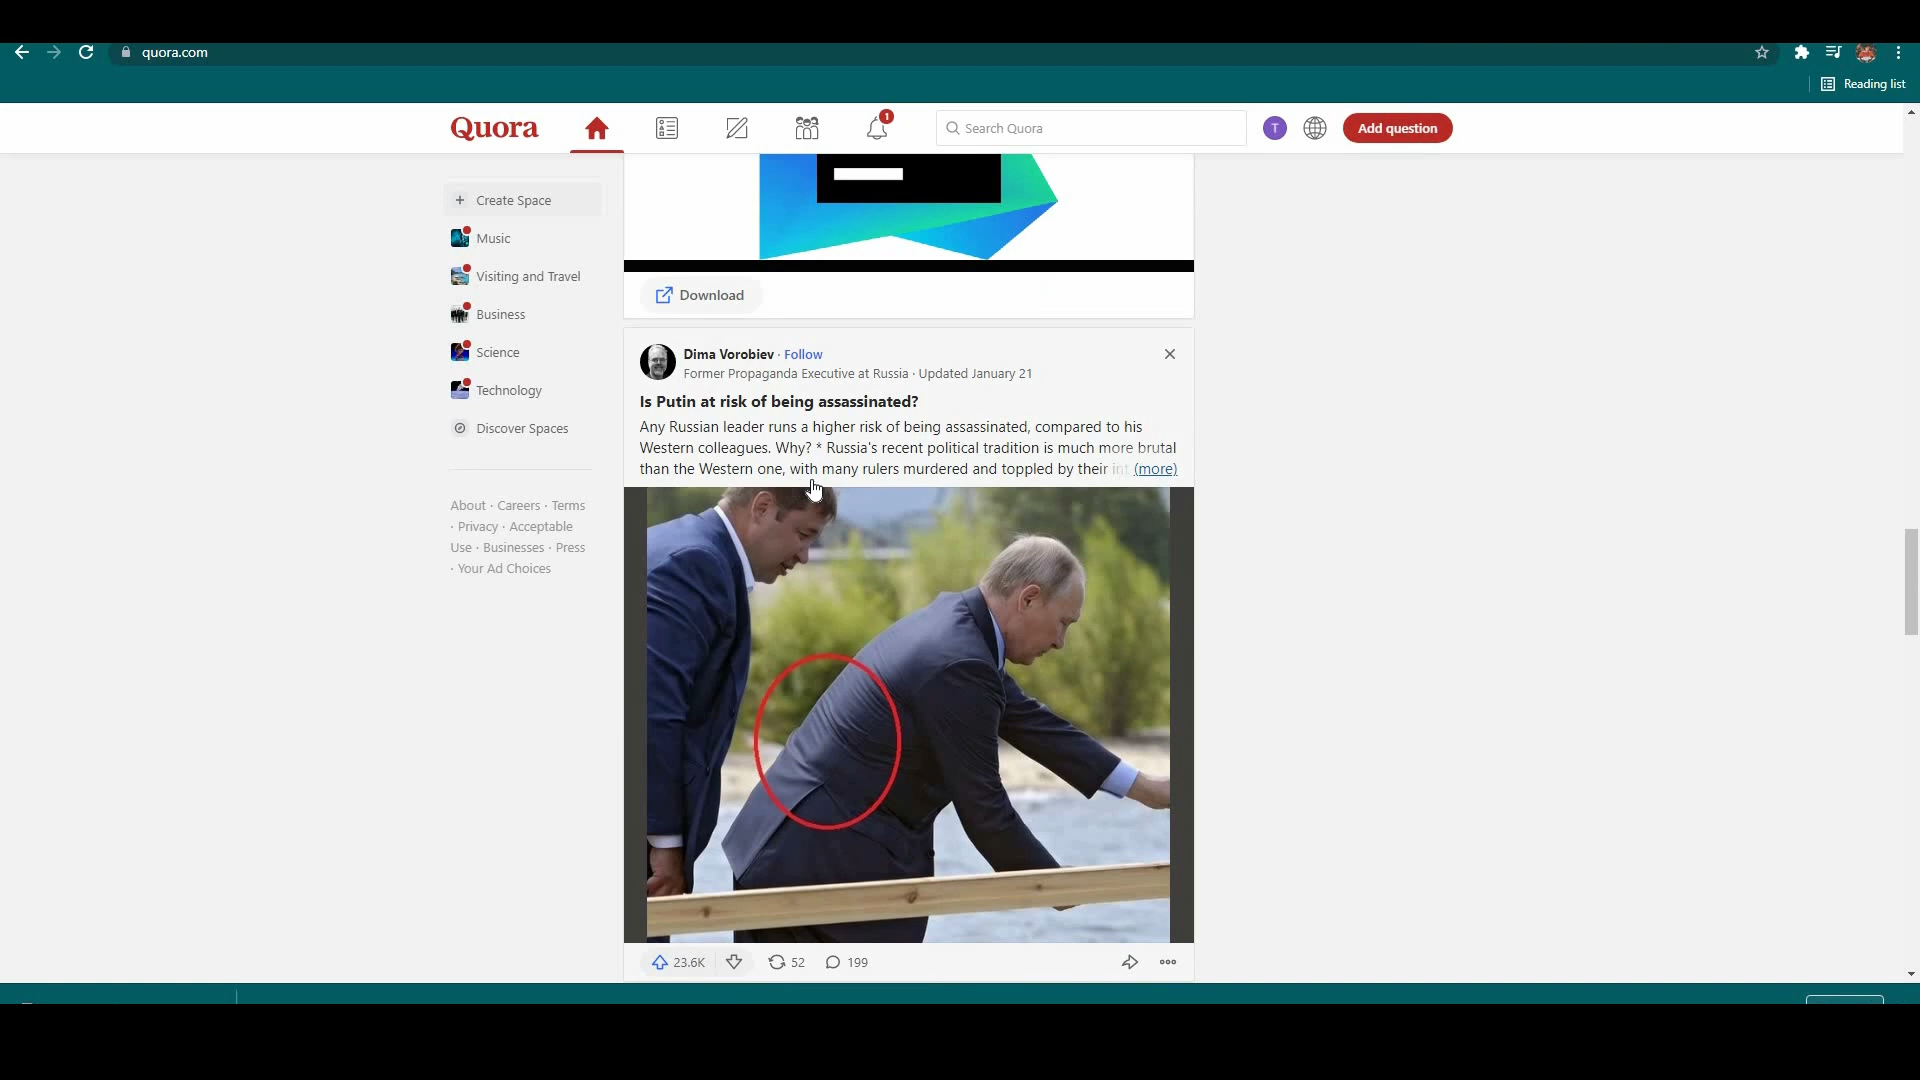 quora.com
Reading list
Quora
1
Search Quora
T
Add question
Create Space
Music
Visiting and Travel
Business
Science
Technology
Discover Spaces
About · Careers · Terms
· Privacy · Acceptable
Use · Businesses · Press
· Your Ad Choices
Download
Dima Vorobiev · Follow
Former Propaganda Executive at Russia · Updated January 21
Is Putin at risk of being assassinated?
Any Russian leader runs a higher risk of being assassinated, compared to his
Western colleagues. Why? * Russia's recent political tradition is much more brutal
than the Western one, with many rulers murdered and toppled by their int (more)
23.6K
52
199